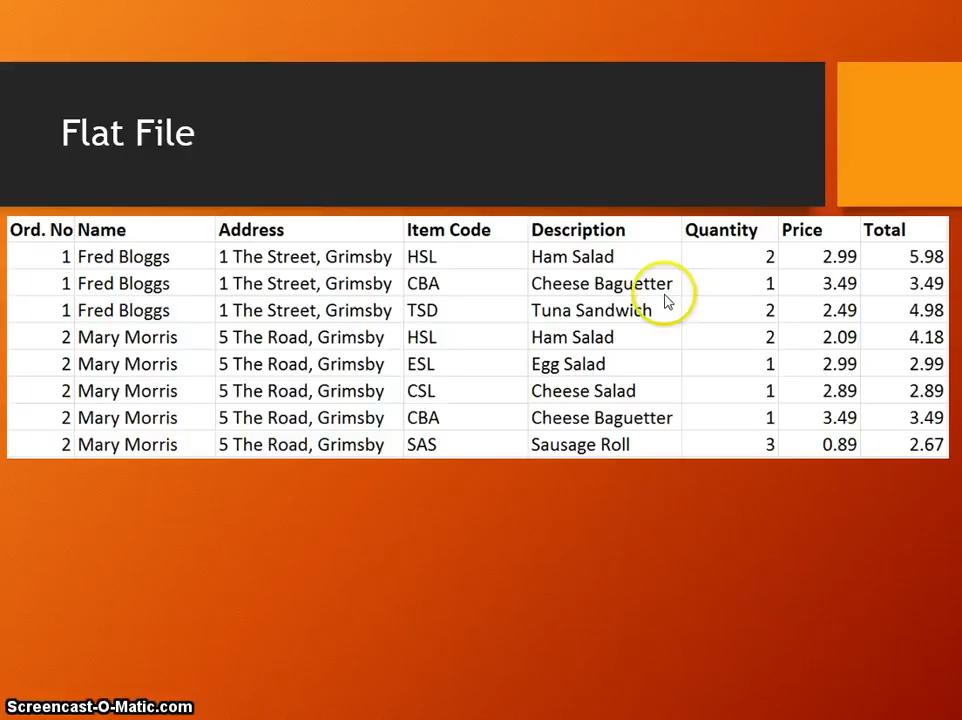 Flat File
Ord. No Name Address Item Code Description Quantity Price Total
1 Fred Bloggs 1 The Street, Grimsby HSL Ham Salad 2 2.99 5.98
1 Fred Bloggs 1 The Street, Grimsby CBA Cheese Baguetter 1 3.49 3.49
1 Fred Bloggs 1 The Street, Grimsby TSD Tuna Sandwich 2 2.49 4.98
2 Mary Morris 5 The Road, Grimsby HSL Ham Salad 2 2.09 4.18
2 Mary Morris 5 The Road, Grimsby ESL Egg Salad 1 2.99 2.99
2 Mary Morris 5 The Road, Grimsby CSL Cheese Salad 1 2.89 2.89
2 Mary Morris 5 The Road, Grimsby CBA Cheese Baguetter 1 3.49 3.49
2 Mary Morris 5 The Road, Grimsby SAS Sausage Roll 3 0.89 2.67
Screencast-O-Matic.com